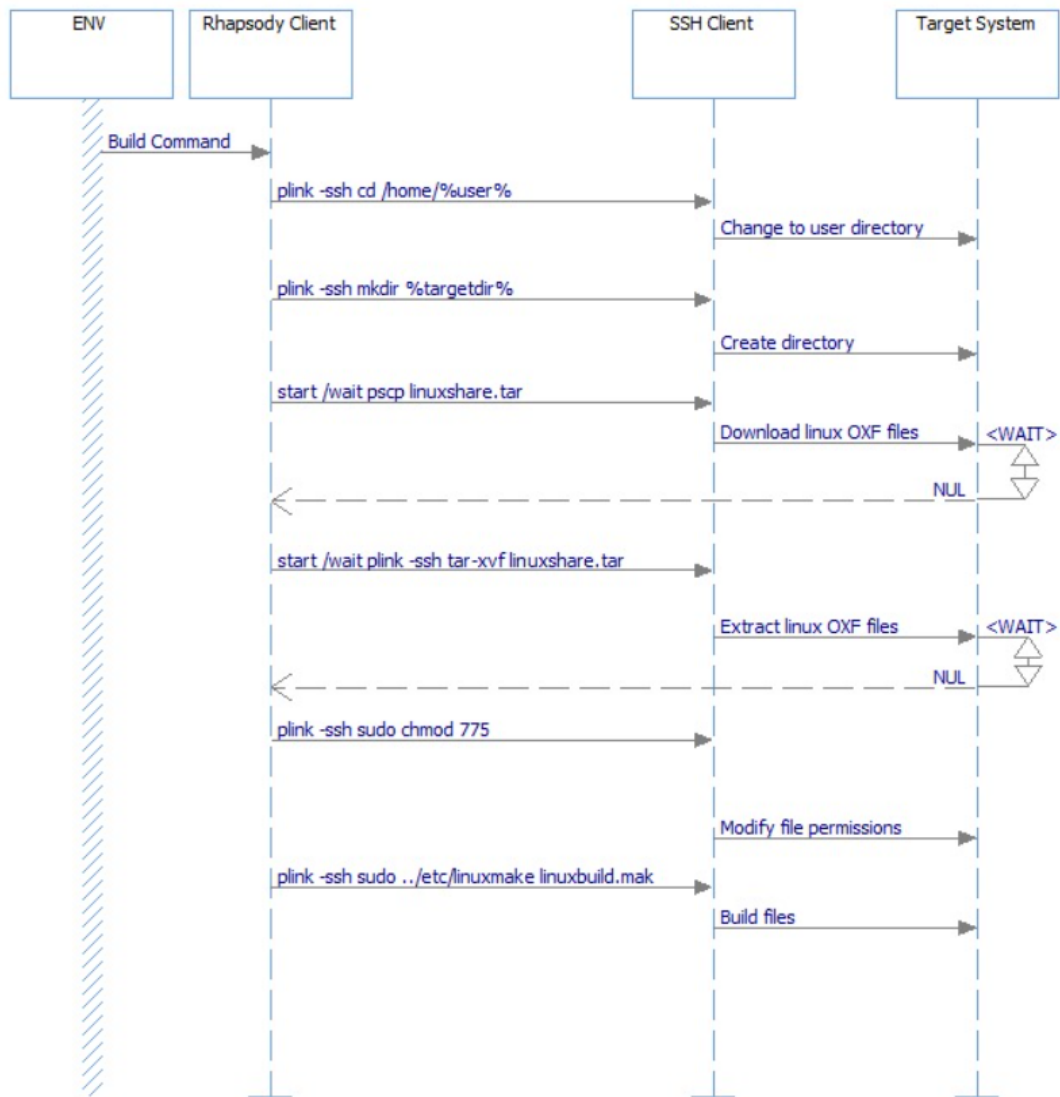 ENV
Rhapsody Client
SSH Client
Target System
Build Command
plink -ssh cd /home/%user%
Change to user directory
plink -ssh mkdir %targetdir%
Create directory
start /wait pscp linuxshare.tar
Download linux OXF files
<WAIT>
NUL
start /wait plink -ssh tar-xvf linuxshare.tar
Extract linux OXF files
<WAIT>
NUL
plink -ssh sudo chmod 775
Modify file permissions
plink -ssh sudo ../etc/linuxmake linuxbuild.mak
Build files